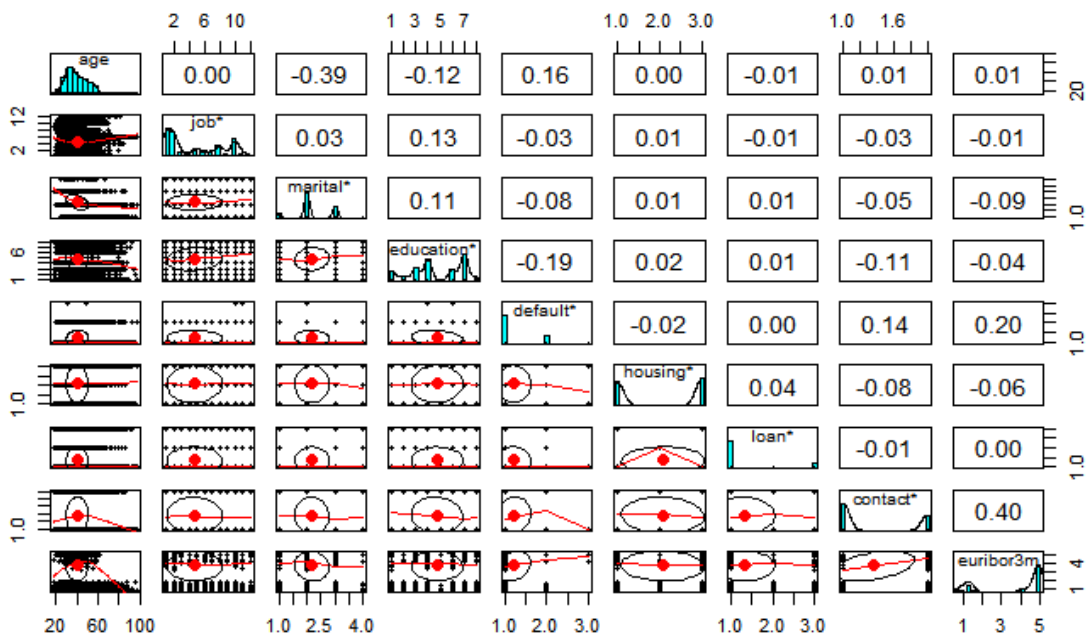 2 6 10 1 3 5 7 1.0 2.0 3.0 1.0 1.6
age 0.00 -0.39 -0.12 0.16 0.00 -0.01 0.01 0.01 20
2 12 job* 0.03 0.13 -0.03 0.01 -0.01 -0.03 -0.01
marital* 0.11 -0.08 0.01 0.01 -0.05 -0.09 1.0
1 6 education* -0.19 0.02 0.01 -0.11 -0.04
default* -0.02 0.00 0.14 0.20 1.0
1.0 housing* 0.04 -0.08 -0.06
loan* -0.01 0.00 1.0
1.0 contact* 0.40
euribor3m 1 4
20 60 100 1.0 2.5 4.0 1.0 2.0 3.0 1.0 2.0 3.0 1 3 5